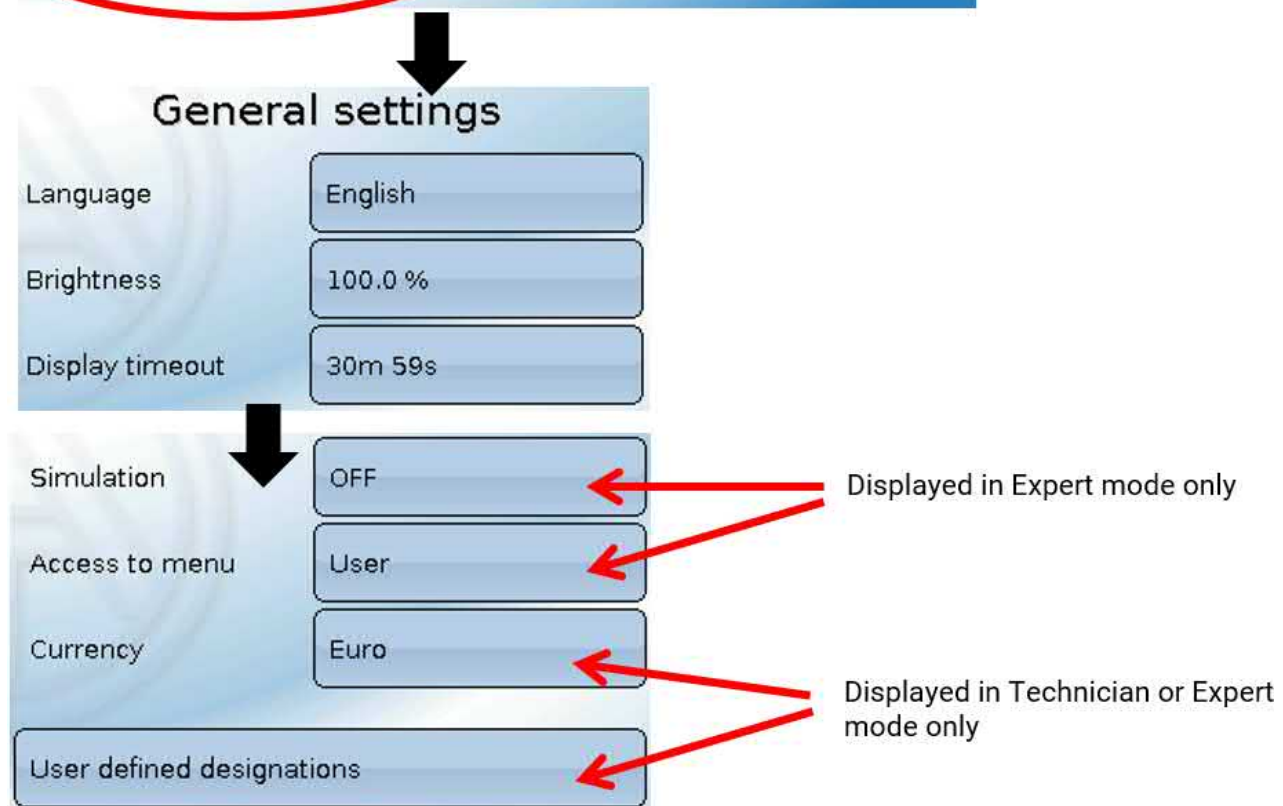 General settings
Language
English
Brightness
100.0 %
Display timeout
30m 59s
Simulation
OFF
Displayed in Expert mode only
Access to menu
User
Currency
Euro
Displayed in Technician or Expert
mode only
User defined designations